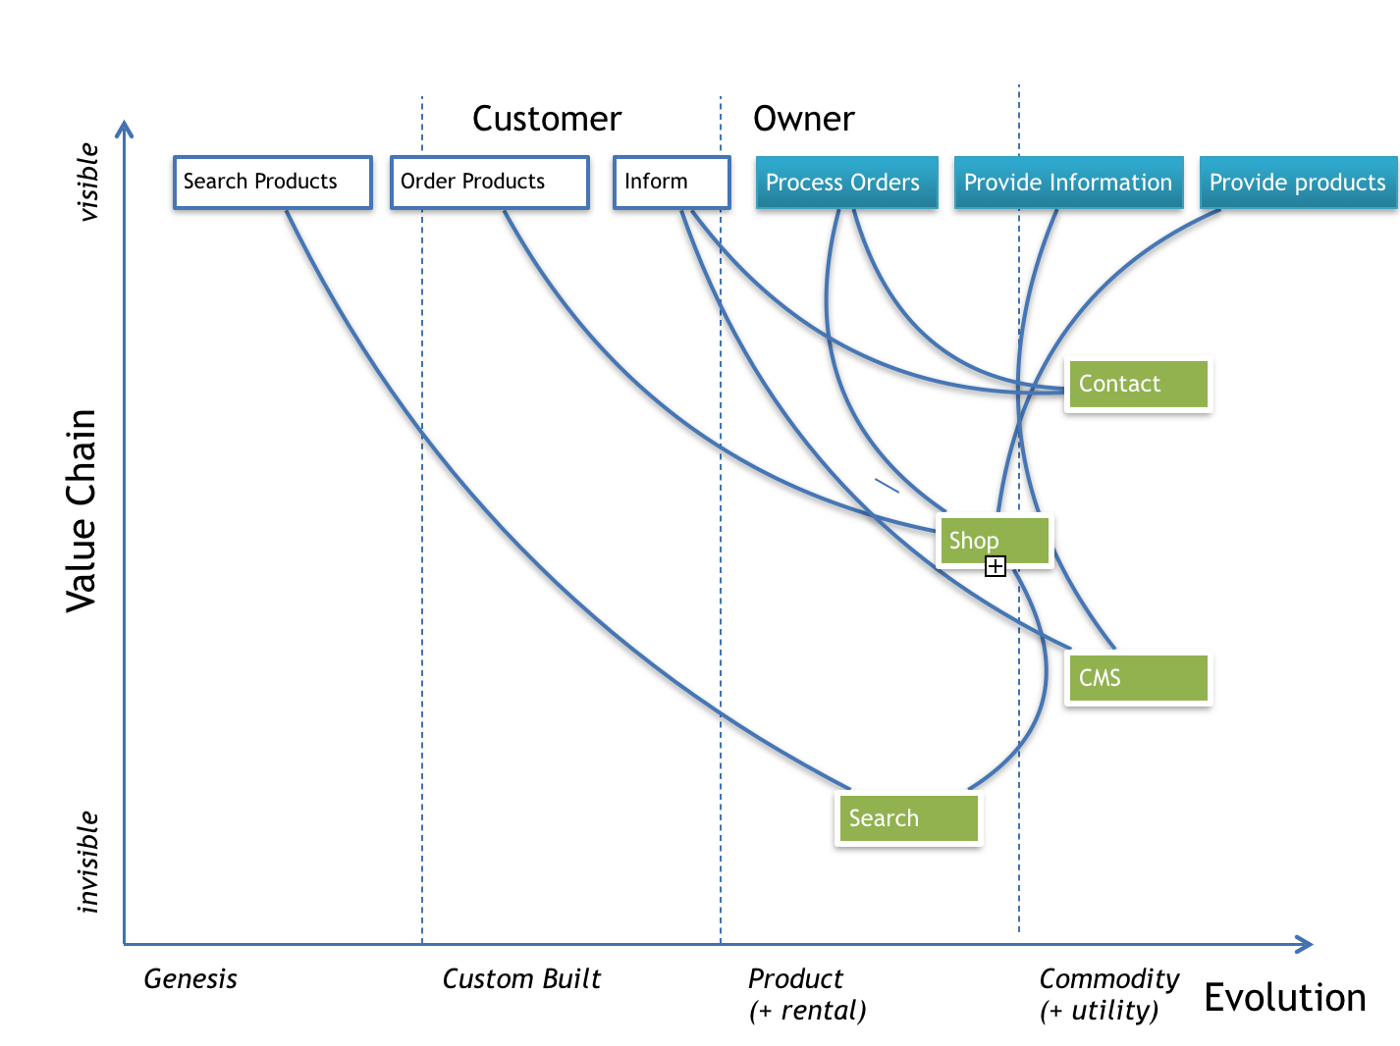 Customer
Owner
visible
Search Products
Order Products
Inform
Process Orders
Provide Information
Provide products
Contact
Value Chain
Shop
CMS
Search
invisible
Genesis
Custom Built
Product
(+ rental)
Commodity
(+ utility)
Evolution